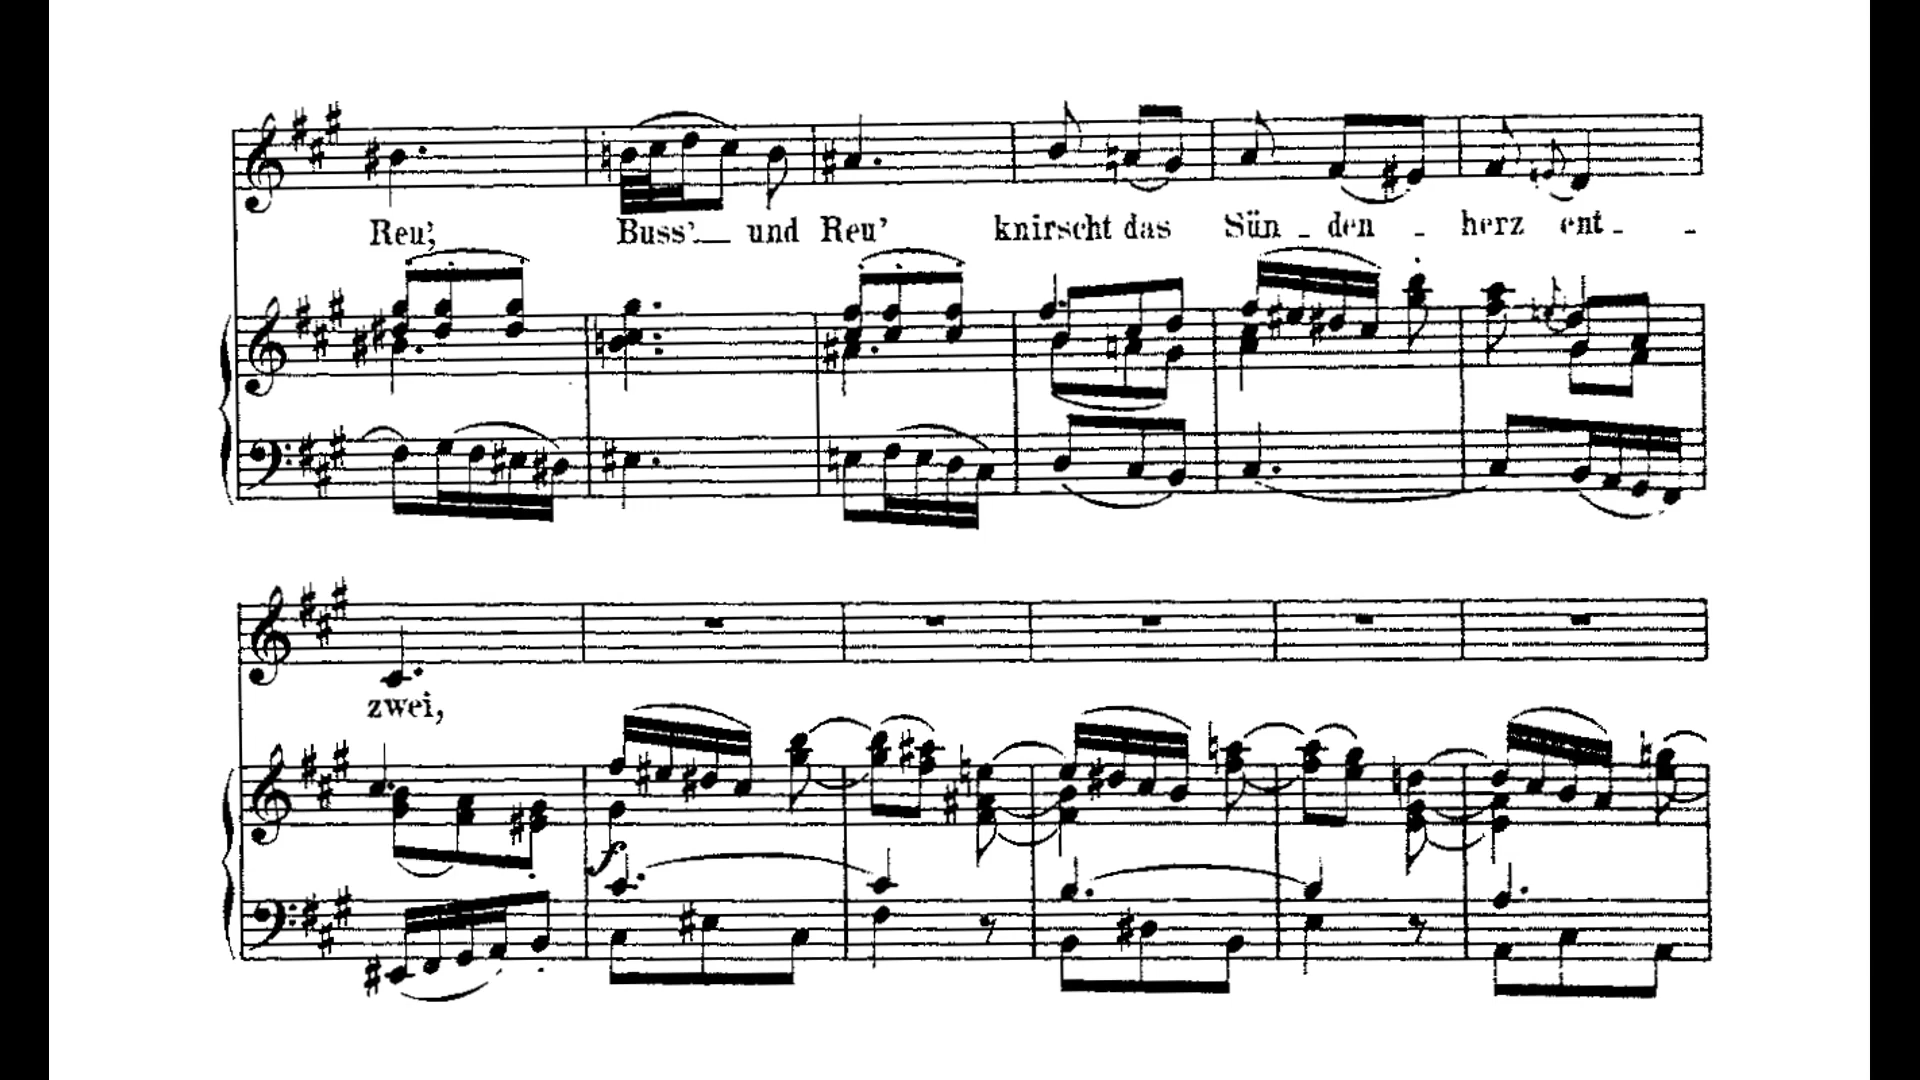 Reu', Buss'. und Reu' knirscht das Sün - den - herz ent - -
zwei,
f